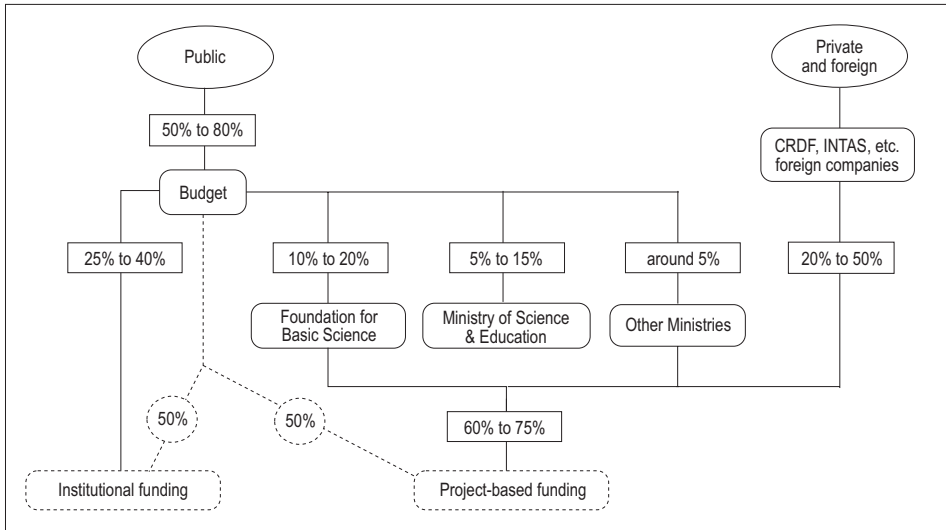 Public
Private
and foreign
50% to 80%
CRDF, INTAS, etc.
foreign companies
Budget
25% to 40%
10% to 20%
5% to 15%
around 5%
20% to 50%
Foundation for
Basic Science
Ministry of Science
& Education
Other Ministries
50%
50%
60% to 75%
Institutional funding
Project-based funding